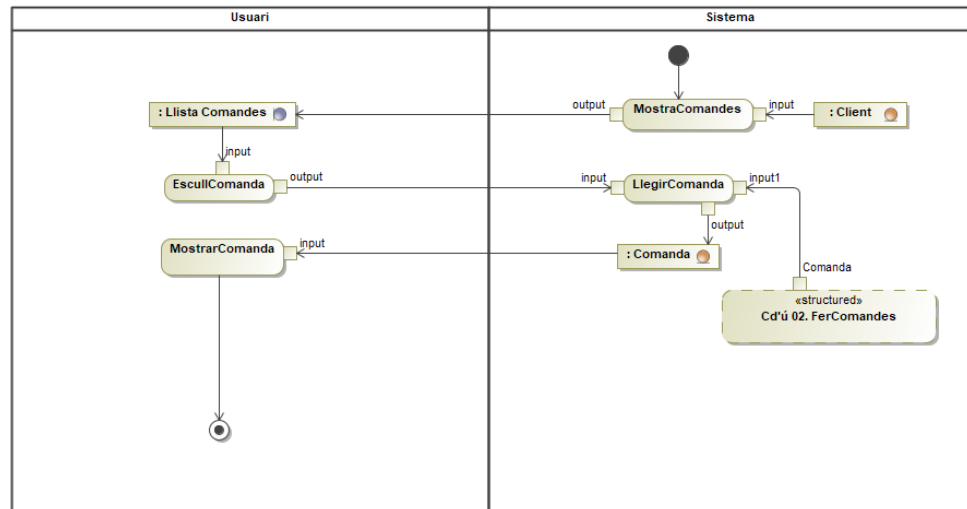 Usuari
Sistema
output
input
: Llista Comandes
MostraComandes
: Client
input
EscullComanda
output
input
LlegirComanda
input1
output
MostrarComanda
input
: Comanda
Comanda
«structured»
Cd'ú 02. FerComandes